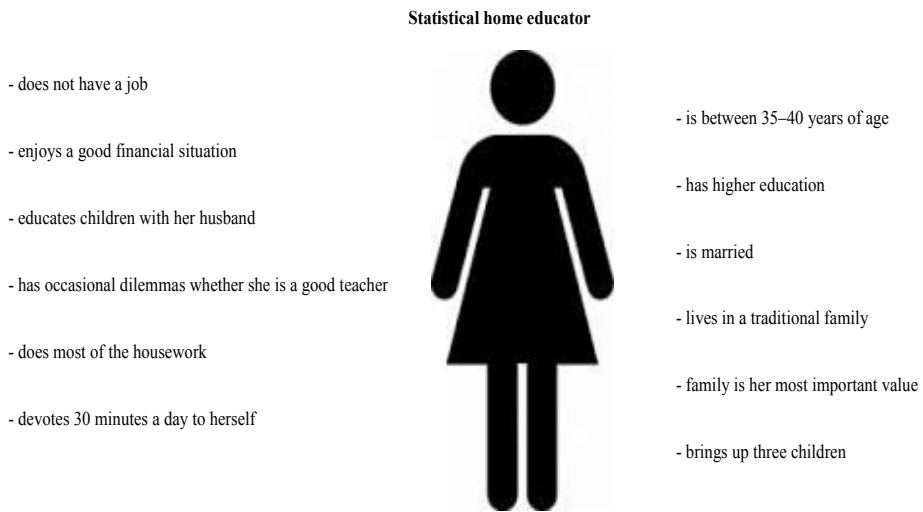 Statistical home educator
- does not have a job
- enjoys a good financial situation
- educates children with her husband
- has occasional dilemmas whether she is a good teacher
- does most of the housework
- devotes 30 minutes a day to herself
- is between 35–40 years of age
- has higher education
- is married
- lives in a traditional family
- family is her most important value
- brings up three children